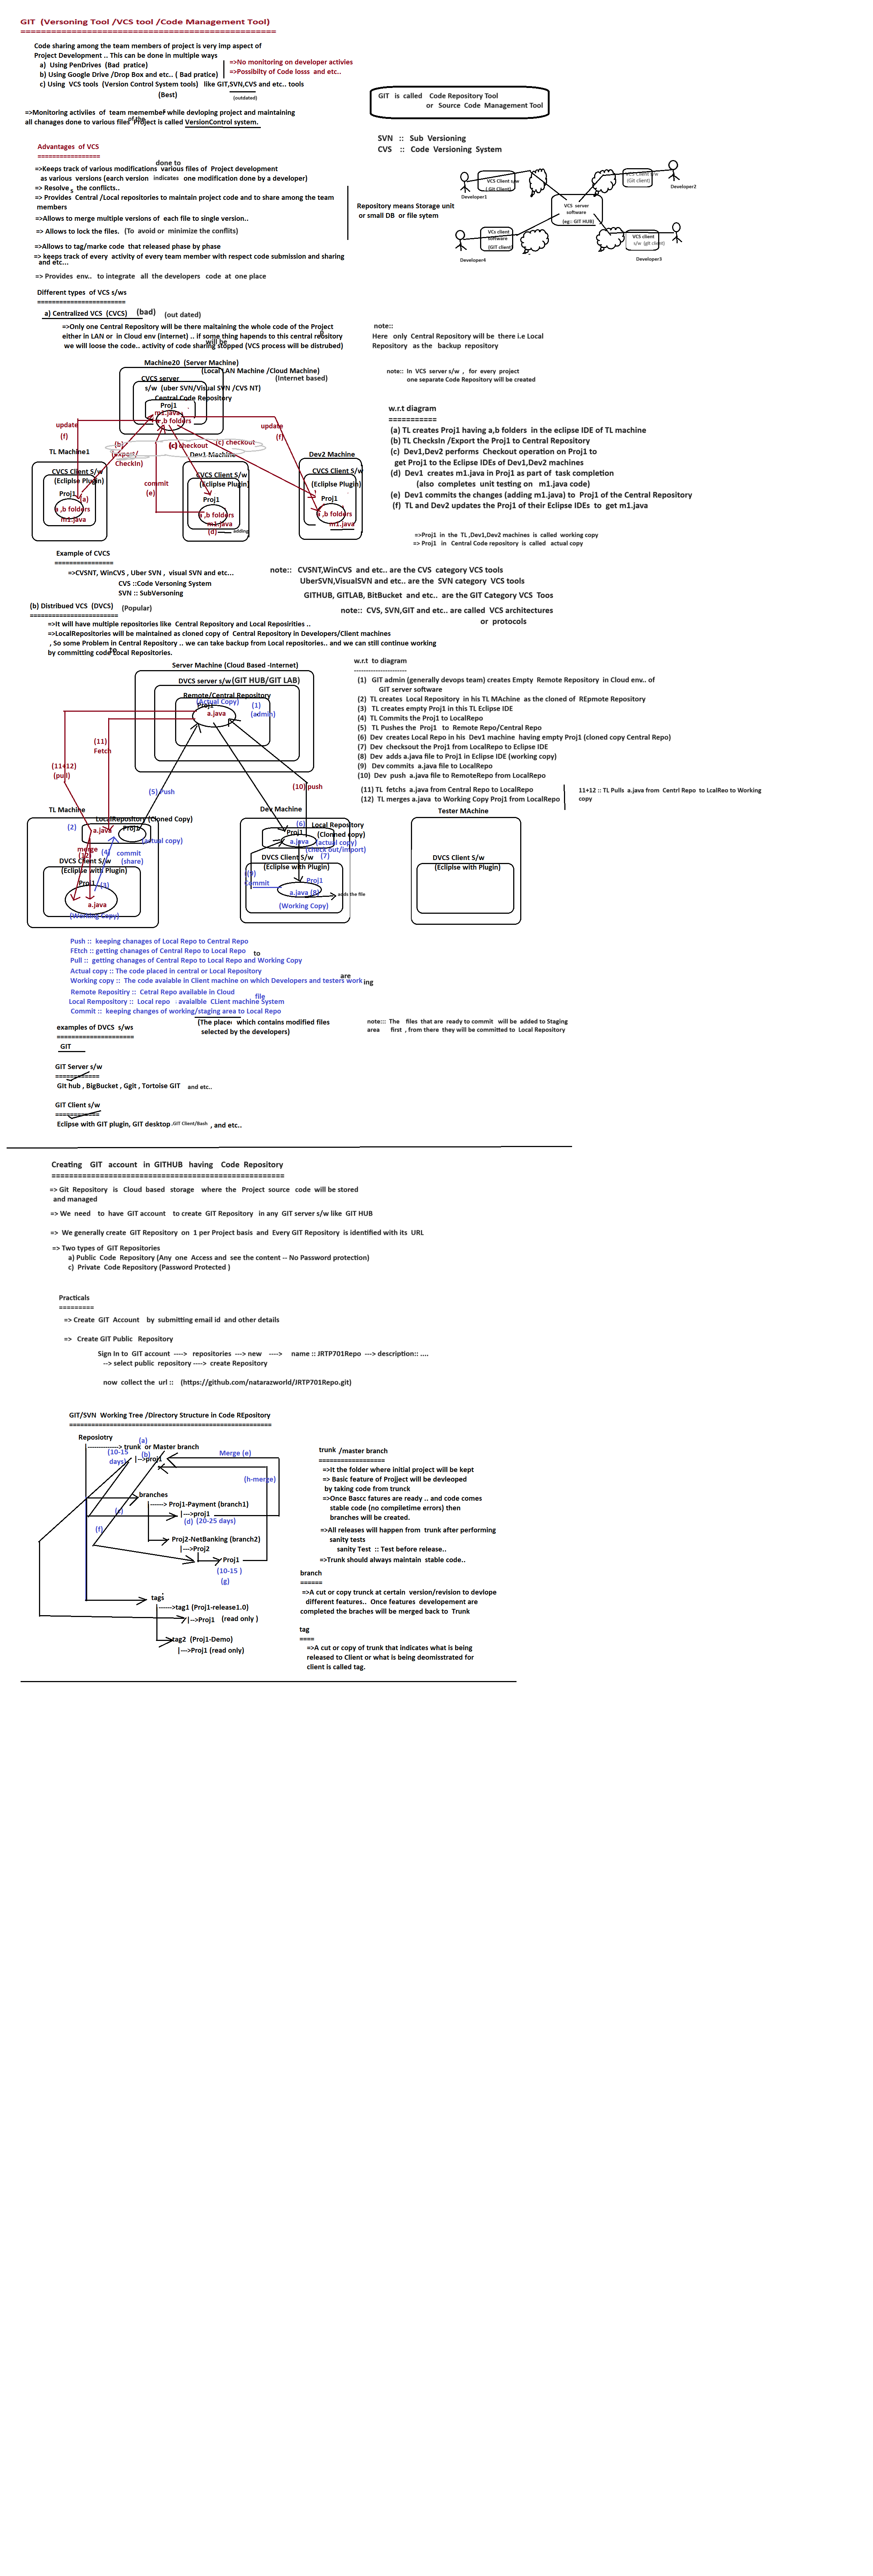 GIT (Versoning Tool /VCS tool /Code Management Tool)
=====================================================
Code sharing among the team members of project is very imp aspect of
Project Development .. This can be done in multiple ways
a) Using PenDrives (Bad pratice)
b) Using Google Drive /Drop Box and etc.. ( Bad pratice)
=>No monitoring on developer activies
=>Possibilty of Code losss and etc..
c) Using VCS tools (Version Control System tools) like GIT,SVN,CVS and etc.. tools
(Best)
(outdated)
GIT is called Code Repository Tool
or Source Code Management Tool
=>Monitoring activiies of team memember while devloping project and maintaining
all chanages done to various files of the Project is called VersionControl system.
SVN :: Sub Versioning
CVS :: Code Versioning System
Advantages of VCS
=================
done to
=>Keeps track of various modifications various files of Project development
as various versions (earch version indicates one modification done by a developer)
=> Resolve s the conflicts..
=> Provides Central /Local repositories to maintain project code and to share among the team
members
=>Allows to merge multiple versions of each file to single version..
=> Allows to lock the files. (To avoid or minimize the conflits)
=>Allows to tag/marke code that released phase by phase
=> keeps track of every activity of every team member with respect code submission and sharing
and etc...
=> Provides env.. to integrate all the developers code at one place
Repository means Storage unit
or small DB or file sytem
VCS Client s/w
( Git Client)
Developer1
VCS server
software
(eg:: GIT HUB)
(Git client)
Developer2
VCs client
software
(GIT client)
Developer4
VCS client
s/w (git client)
Developer3
Different types of VCS s/ws
========================
a) Centralized VCS (CVCS) (bad) (out dated)
=>Only one Central Repository will be there maitaining the whole code of the Project
either in LAN or in Cloud env (internet) .. if some thing hapends to this central reository
p
we will loose the code.. activity of code sharing will be stopped (VCS process will be distrubed)
note::
Here only Central Repository will be there i.e Local
Repository as the backup repository
note:: In VCS server s/w , for every project
one separate Code Repository will be created
Machine20 (Server Machine)
(Local LAN Machine /Cloud Machine)
(Internet based)
CVCS server
s/w (uber SVN/Visual SVN /CVS NT)
Central Code Repository
Proj1
m1.java
a,b folders
update
(f)
(b)
(export/
CheckIn)
(c) checkout
(c) checkout
update
(f)
commit
(e)
TL Machine1
CVCS Client S/w
(Eclipse Plugin)
Proj1
(a)
a ,b folders
m1.java
Dev1 Machine
CVCS Client S/w
(Ecliplse Plugin)
Proj1
a ,b folders
m1.java
(d)
adding
Dev2 Machine
CVCS Client S/w
(Ecliplse Plugin)
Proj1
a ,b folders
m1.java
w.r.t diagram
===========
(a) TL creates Proj1 having a,b folders in the eclipse IDE of TL machine
(b) TL ChecksIn /Export the Proj1 to Central Repository
(c) Dev1,Dev2 performs Checkout operation on Proj1 to
get Proj1 to the Eclipse IDEs of Dev1,Dev2 machines
(d) Dev1 creates m1.java in Proj1 as part of task completion
(also completes unit testing on m1.java code)
(e) Dev1 commits the changes (adding m1.java) to Proj1 of the Central Repository
(f) TL and Dev2 updates the Proj1 of their Eclipse IDEs to get m1.java
=>Proj1 in the TL ,Dev1,Dev2 machines is called working copy
=> Proj1 in Central Code repository is called actual copy
Example of CVCS
================
=>CVSNT, WinCVS , Uber SVN , visual SVN and etc...
CVS ::Code Versoning System
SVN :: SubVersoning
note:: CVSNT,WinCVS and etc.. are the CVS category VCS tools
UberSVN,VisualSVN and etc.. are the SVN category VCS tools
GITHUB, GITLAB, BitBucket and etc.. are the GIT Category VCS Toos
note:: CVS, SVN,GIT and etc.. are called VCS architectures
or protocols
(b) Distribued VCS (DVCS) (Popular)
========================
=>It will have multiple repositories like Central Repository and Local Reposirities ..
=>LocalRepositories will be maintained as cloned copy of Central Repository in Developers/Client machines
, So some Problem in Central Repository .. we can take backup from Local repositories.. and we can still continue working
by committing code to Local Repositories.
Server Machine (Cloud Based -Internet)
DVCS server s/w (GIT HUB/GIT LAB)
Remote/Central Repository
(Actual Copy)
Proj1
a.java
(1)
(admin)
(11)
Fetch
(11+12)
(pull)
(5) Push
(10) push
TL Machine
LocalRepository (Cloned Copy)
(2)
a.java
Proj1
(actual copy)
merge
(12)
(4) commit
(share)
DVCS Client S/w
(Ecliplse with Plugin)
Proj1
(3)
a.java
(Working Copy)
Dev Machine
(6)
Local Repository
(Clonned copy)
Proj1
a.java
(actual copy)
(check out/import)
(7)
DVCS Client S/w
(Ecliplse with Plugin)
(9)
Commit
Proj1
a.java (8)
adds the file
(Working Copy)
Tester MAchine
DVCS Client S/w
(Ecliplse with Plugin)
w.r.t to diagram
---------------------
(1) GIT admin (generally devops team) creates Empty Remote Repository in Cloud env.. of
GIT server software
(2) TL creates Local Repository in his TL MAchine as the cloned of REpmote Repository
(3) TL creates empty Proj1 in this TL Eclipse IDE
(4) TL Commits the Proj1 to LocalRepo
(5) TL Pushes the Proj1 to Remote Repo/Central Repo
(6) Dev creates Local Repo in his Dev1 machine having empty Proj1 (cloned copy Central Repo)
(7) Dev checksout the Proj1 from LocalRepo to Eclipse IDE
(8) Dev adds a.java file to Proj1 in Eclipse IDE (working copy)
(9) Dev commits a.java file to LocalRepo
(10) Dev push a.java file to RemoteRepo from LocalRepo
(11) TL fetchs a.java from Central Repo to LocalRepo
(12) TL merges a.java to Working Copy Proj1 from LocalRepo
11+12 :: TL Pulls a.java from Centrl Repo to LcalReo to Working
copy
Push :: keeping chanages of Local Repo to Central Repo
FEtch :: getting changages of Central Repo to Local Repo
Pull :: getting chanages of Central Repo to Local Repo and Working Copy
to
Actual copy :: The code placed in central or Local Repository
Working copy :: The code avaiable in Client machine on which Developers and testers are working
Remote Repositiry :: Cetral Repo available in Cloud
Local Rempository :: Local repo avaialble CLient machine System
file
Commit :: keeping changes of working/staging area to Local Repo
(The place which contains modified files
selected by the developers)
note::: The files that are ready to commit will be added to Staging
area first , from there they will be committed to Local Repository
examples of DVCS s/ws
=====================
GIT
GIT Server s/w
============
GIt hub , BigBucket , Ggit , Tortoise GIT and etc..
GIT Client s/w
============
Eclipse with GIT plugin, GIT desktop ,GIT Client/Bash , and etc..
Creating GIT account in GITHUB having Code Repository
=====================================================
=> Git Repository is Cloud based storage where the Project source code will be stored
and managed
=> We need to have GIT account to create GIT Repository in any GIT server s/w like GIT HUB
=> We generally create GIT Repository on 1 per Project basis and Every GIT Repository is identified with its URL
=> Two types of GIT Repositories
a) Public Code Repository (Any one Access and see the content -- No Password protection)
c) Private Code Repository (Password Protected )
Practicals
=========
=> Create GIT Account by submitting email id and other details
=> Create GIT Public Repository
Sign In to GIT account ----> repositories ---> new ----> name :: JRTP701Repo ---> description:: ....
--> select public repository ----> create Repository
now collect the url :: (https://github.com/natarazworld/JRTP701Repo.git)
GIT/SVN Working Tree /Directory Structure in Code REpository
=======================================================
Reposiotry
(a)
-------------> trunk or Master branch
(10-15
days)
(b)
|-->proj1
Merge (e)
(h-merge)
branches
|------> Proj1-Payment (branch1)
(c)
|--->proj1
(d) (20-25 days)
(f)
Proj2-NetBanking (branch2)
|--->Proj2
Proj1
(10-15 )
(g)
tags
|------>tag1 (Proj1-release1.0)
|-->Proj1 (read only )
tag2 (Proj1-Demo)
|--->Proj1 (read only)
trunk /master branch
==================
=>It the folder where initial project will be kept
=> Basic feature of Projject will be devleoped
by taking code from trunck
=>Once Bascc fatures are ready .. and code comes
stable code (no compiletime errors) then
branches will be created.
=>All releases will happen from trunk after performing
sanity tests
sanity Test :: Test before release..
=>Trunk should always maintain stable code..
branch
======
=>A cut or copy trunck at certain version/revision to devlope
different features.. Once features developement are
completed the braches will be merged back to Trunk
tag
====
=>A cut or copy of trunk that indicates what is being
released to Client or what is being deomisstrated for
client is called tag.